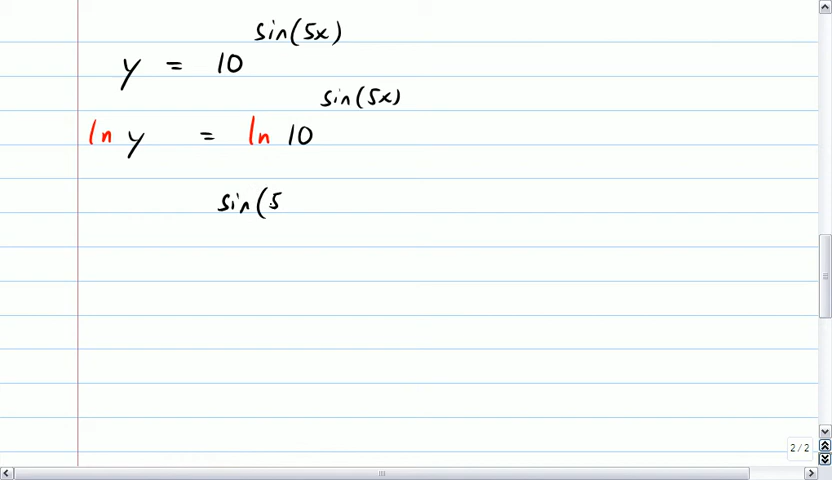 y = 10^sin(5x)
ln y = ln 10^sin(5x)
sin(5
2/2